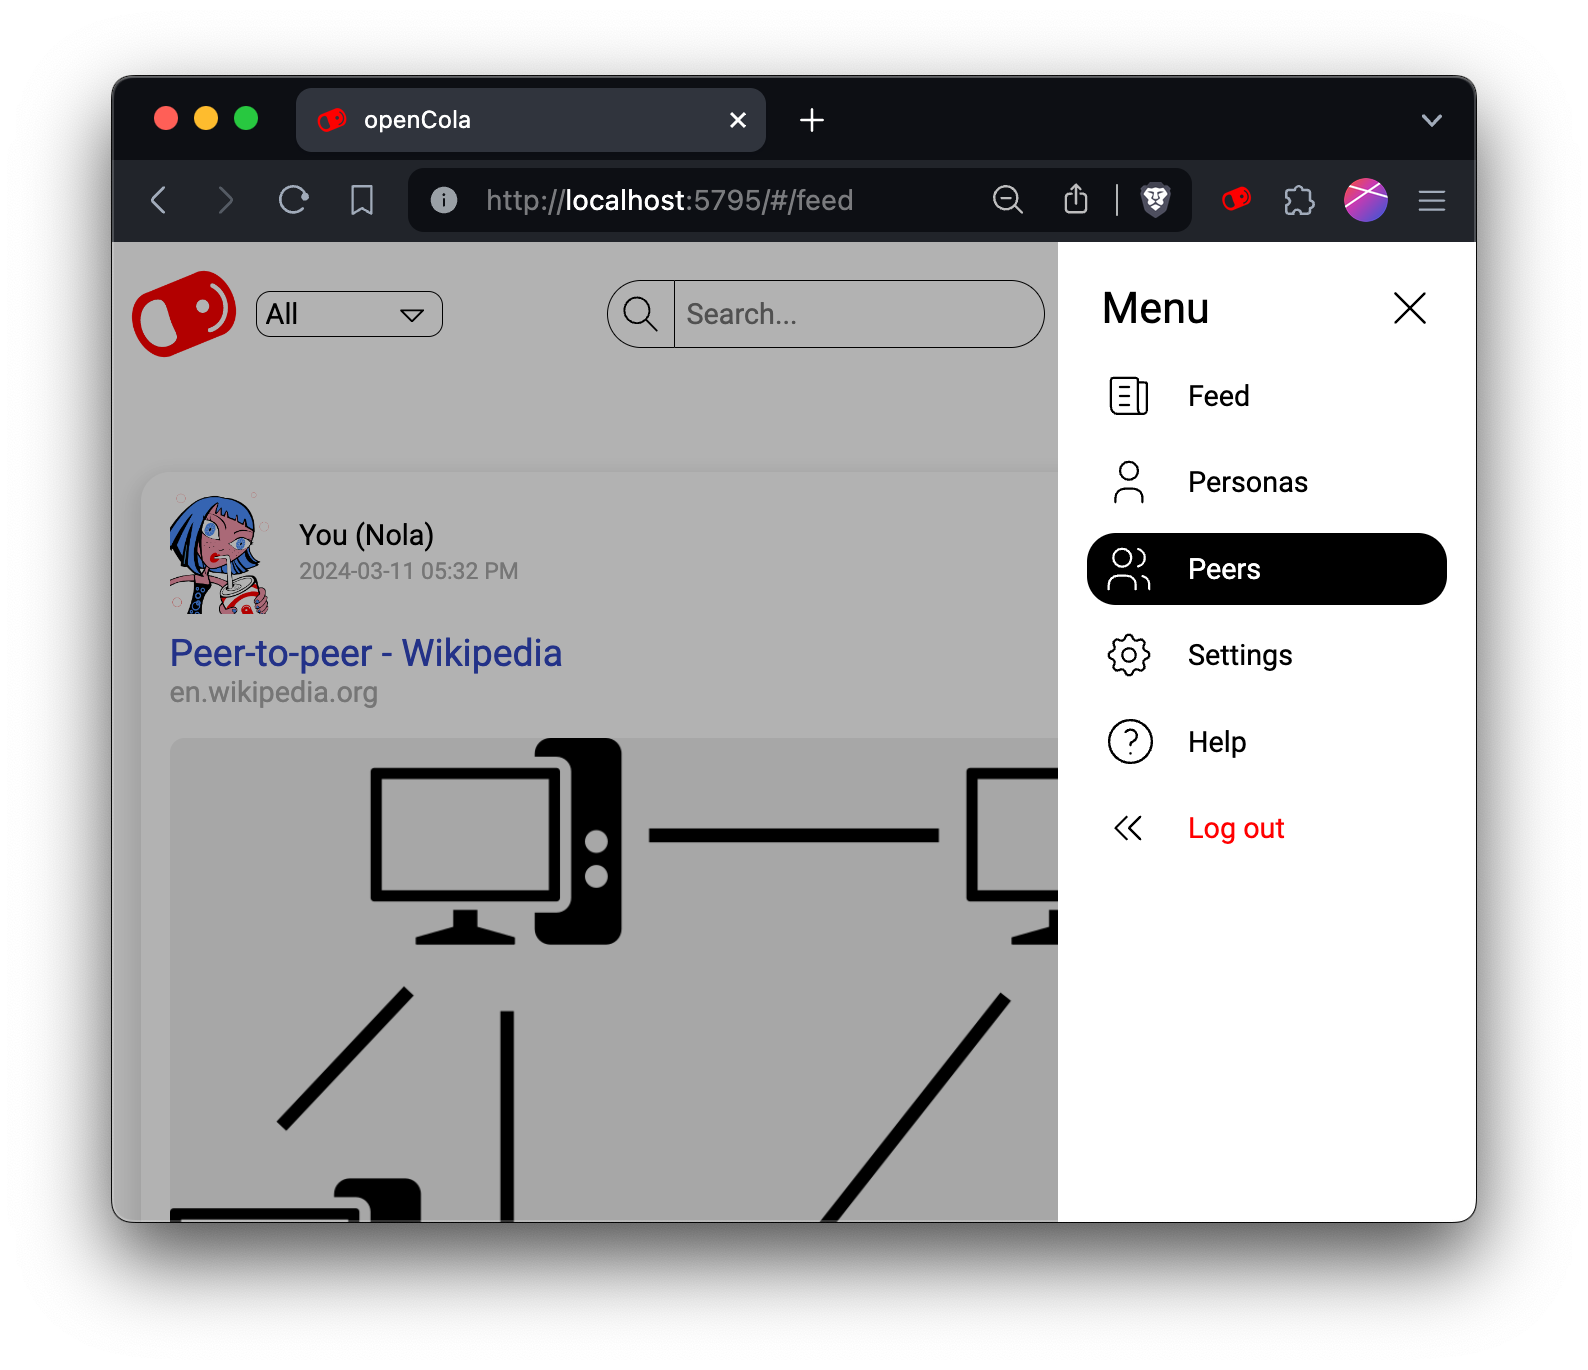 openCola
http://localhost:5795/#/feed
All
Search...
Menu
Feed
Personas
Peers
Settings
Help
Log out
You (Nola)
2024-03-11 05:32 PM
Peer-to-peer - Wikipedia
en.wikipedia.org